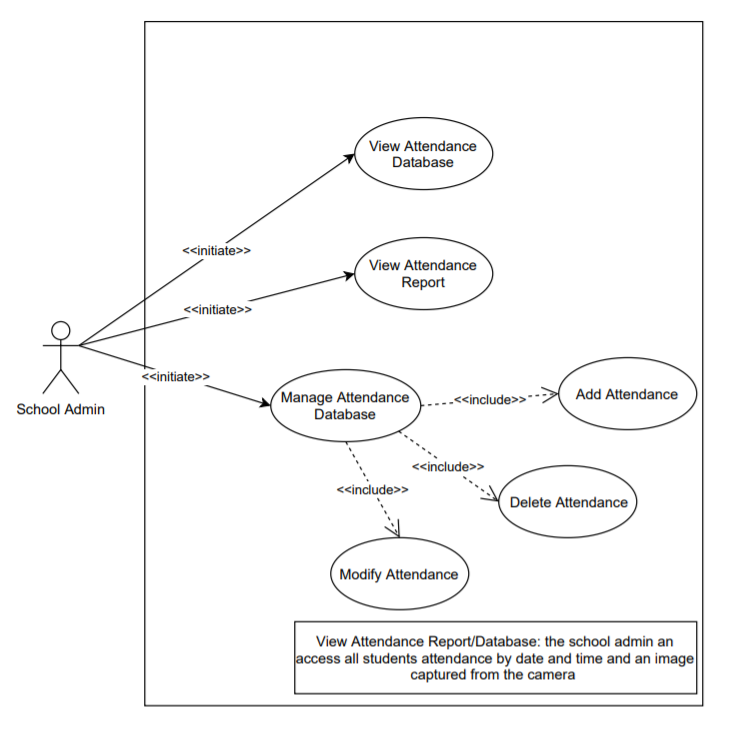 View Attendance
Database
<<initiate>>
View Attendance
Report
<<initiate>>
School Admin
<<initiate>>
Manage Attendance
Database
<<include>>
Add Attendance
<<include>>
Delete Attendance
<<include>>
Modify Attendance
View Attendance Report/Database: the school admin an
access all students attendance by date and time and an image
captured from the camera